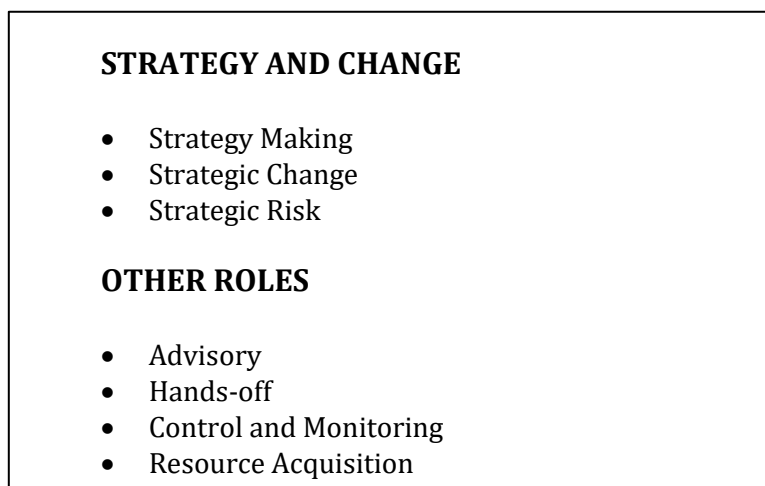 STRATEGY AND CHANGE
• Strategy Making
• Strategic Change
• Strategic Risk
OTHER ROLES
• Advisory
• Hands-off
• Control and Monitoring
• Resource Acquisition